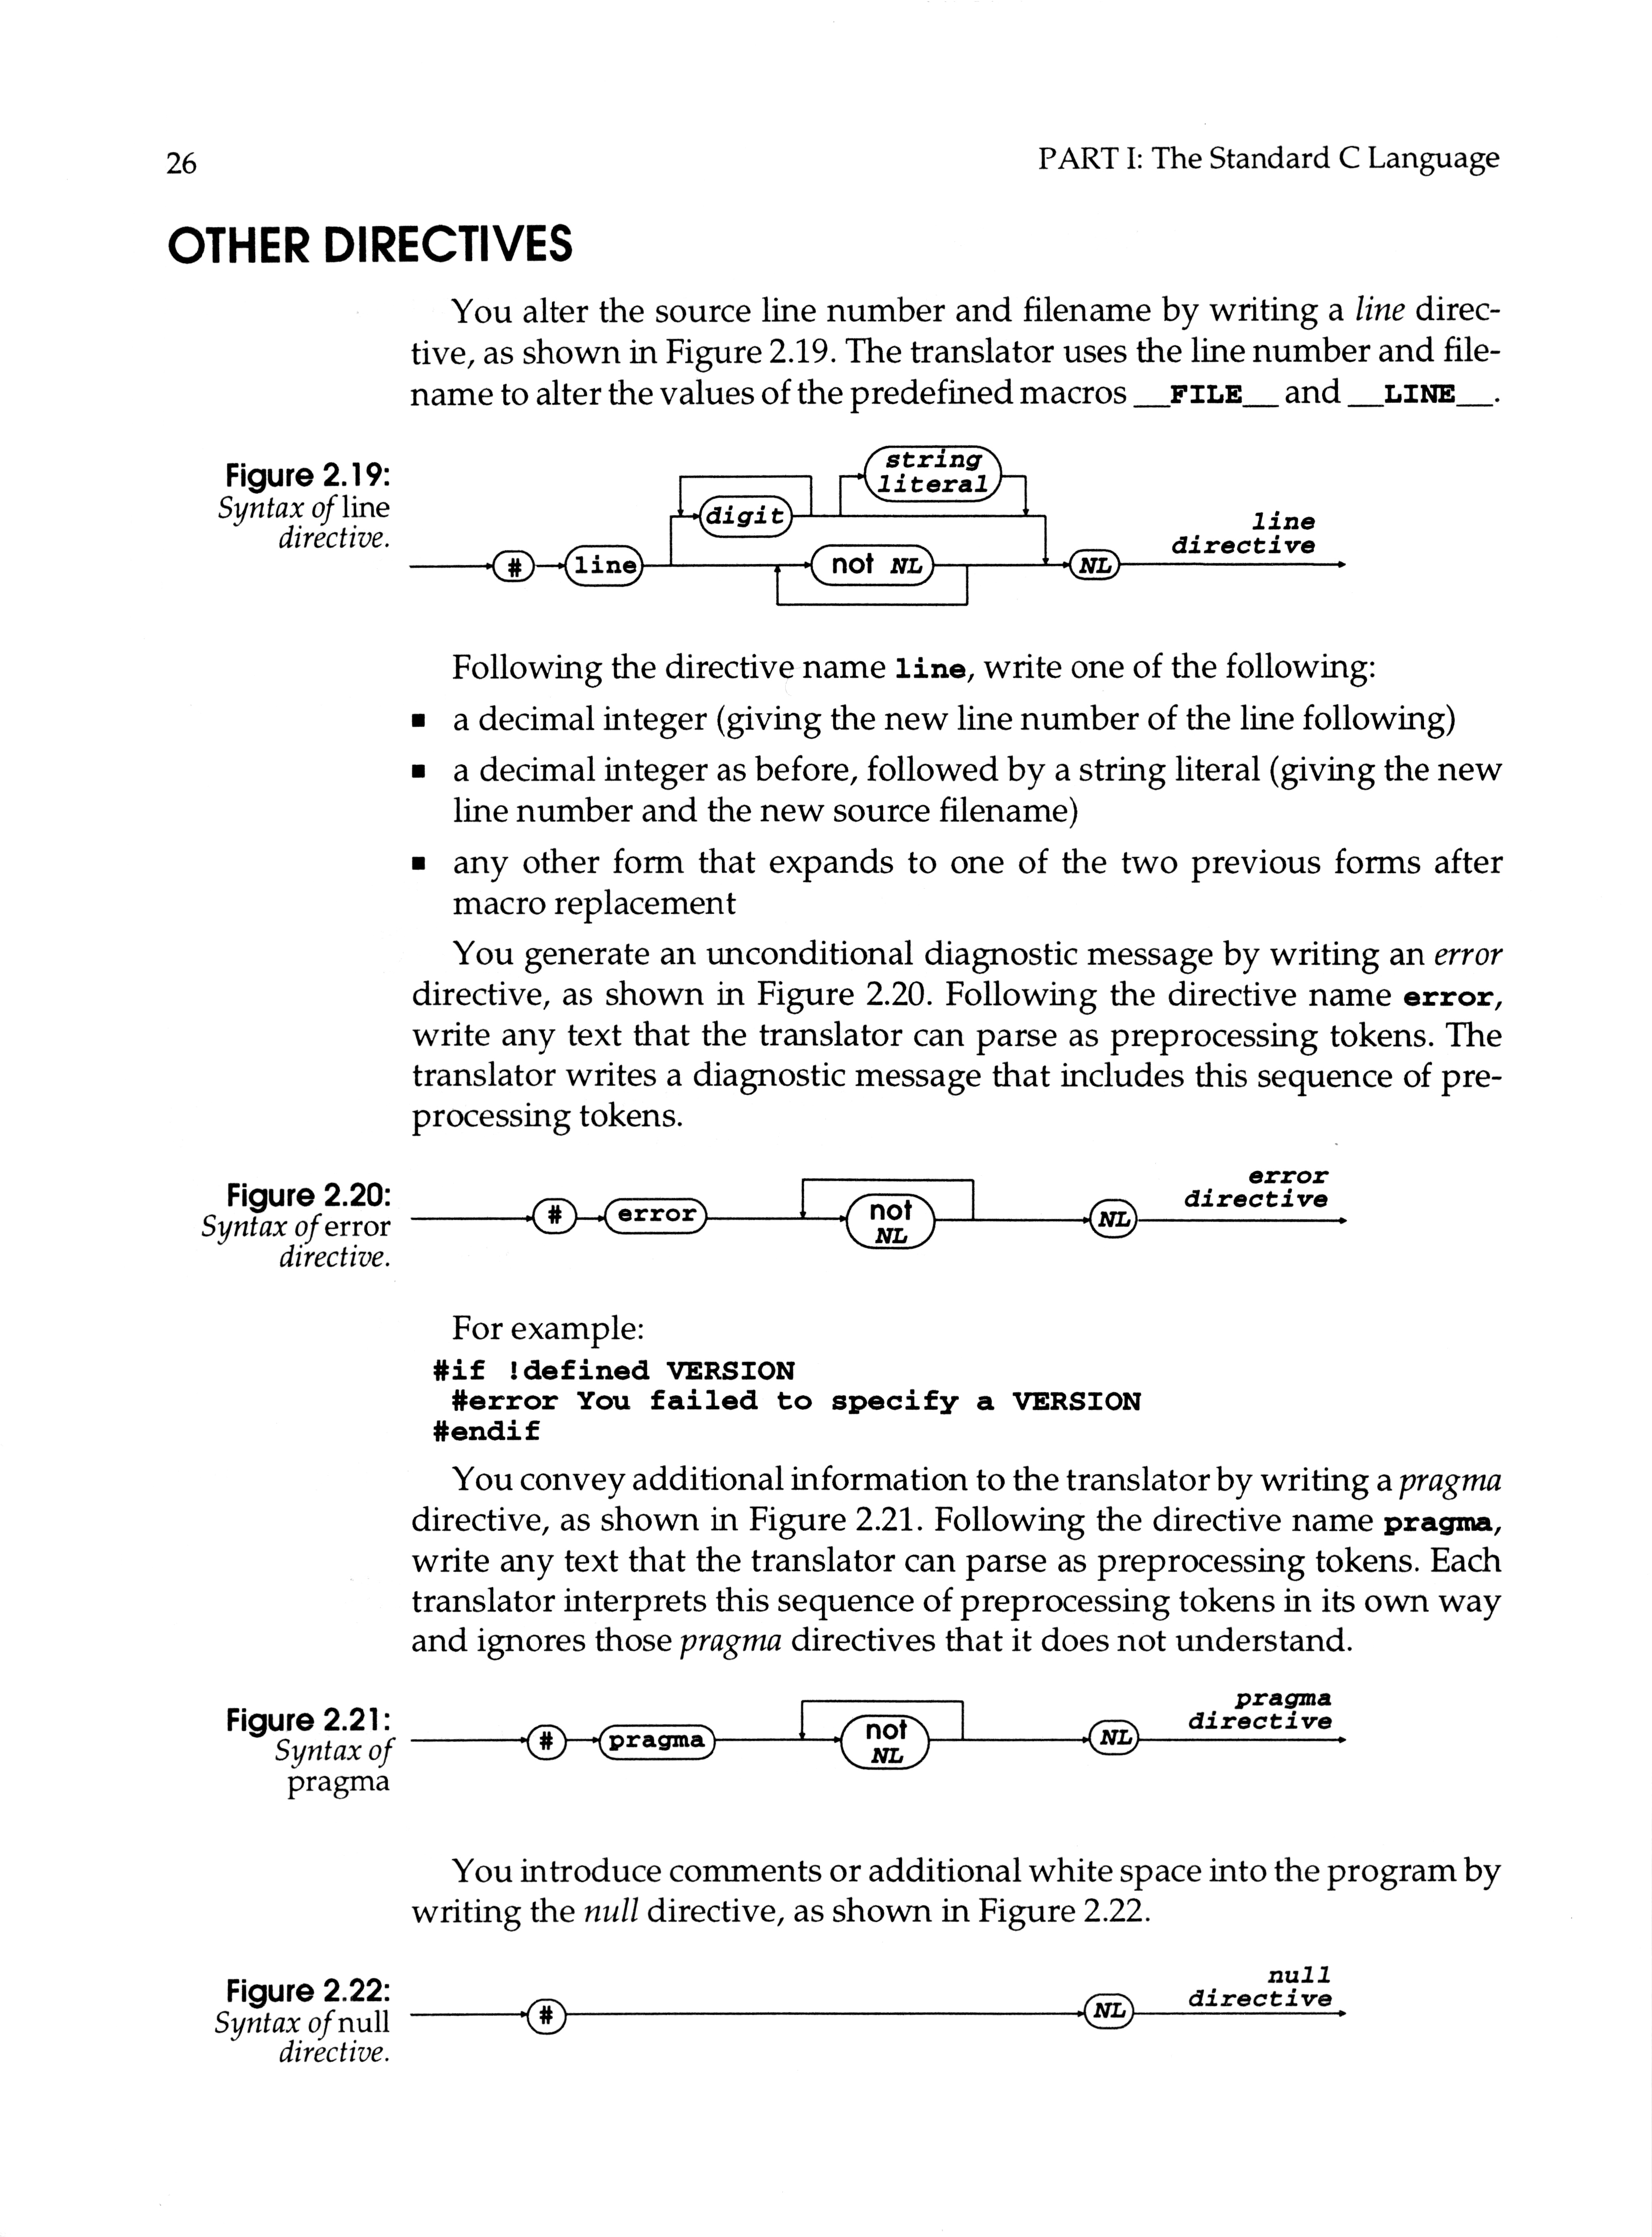 26
PART I: The Standard C Language
OTHER DIRECTIVES
You alter the source line number and filename by writing a line direc-
tive, as shown in Figure 2.19. The translator uses the line number and file-
name to alter the values of the predefined macros __FILE__ and __LINE__.
Figure 2.19:
Syntax of line
directive.
string
literal
digit
line
directive
# line not NL NL
Following the directive name line, write one of the following:
■ a decimal integer (giving the new line number of the line following)
■ a decimal integer as before, followed by a string literal (giving the new
line number and the new source filename)
■ any other form that expands to one of the two previous forms after
macro replacement
You generate an unconditional diagnostic message by writing an error
directive, as shown in Figure 2.20. Following the directive name error,
write any text that the translator can parse as preprocessing tokens. The
translator writes a diagnostic message that includes this sequence of pre-
processing tokens.
Figure 2.20:
Syntax of error
directive.
# error not
NL
NL
error
directive
For example:
#if !defined VERSION
#error You failed to specify a VERSION
#endif
You convey additional information to the translator by writing a pragma
directive, as shown in Figure 2.21. Following the directive name pragma,
write any text that the translator can parse as preprocessing tokens. Each
translator interprets this sequence of preprocessing tokens in its own way
and ignores those pragma directives that it does not understand.
Figure 2.21:
Syntax of
pragma
# pragma not
NL
NL
pragma
directive
You introduce comments or additional white space into the program by
writing the null directive, as shown in Figure 2.22.
Figure 2.22:
Syntax of null
directive.
# NL
null
directive